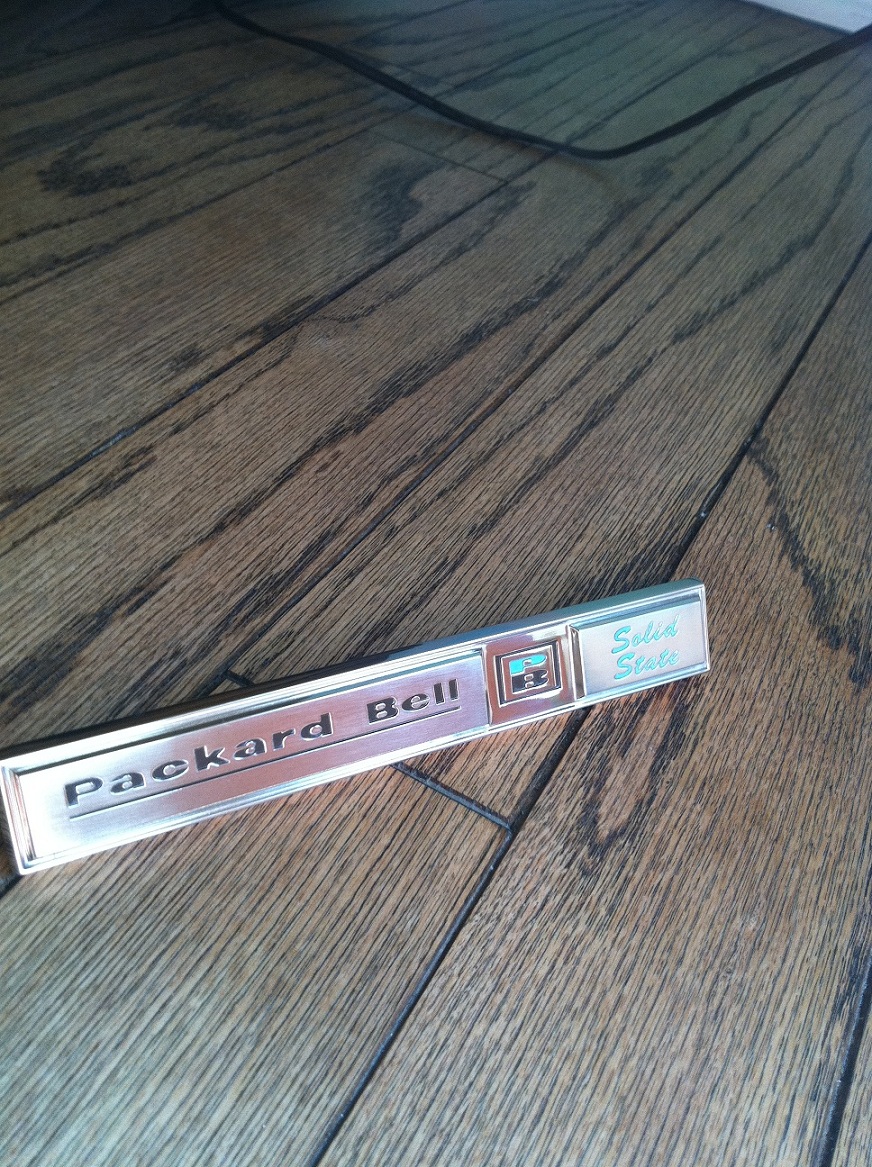 Packard Bell
PB
Solid
State